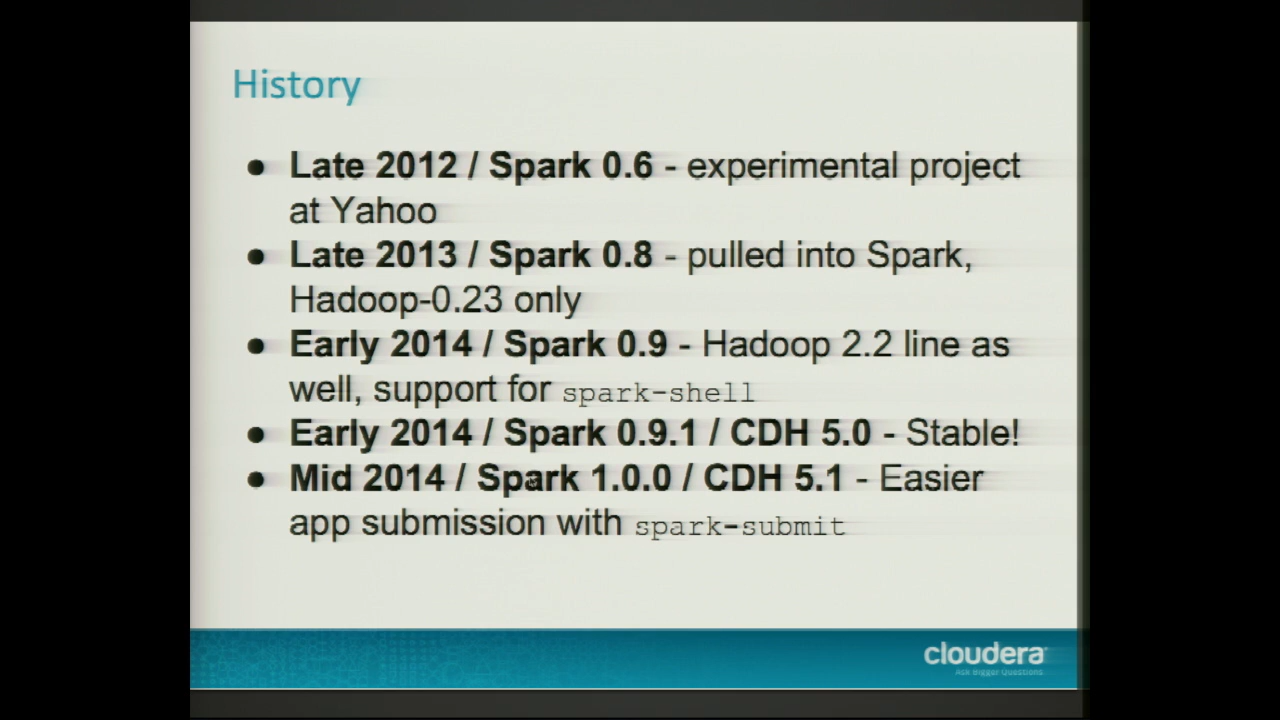 History
● Late 2012 / Spark 0.6 - experimental project
at Yahoo
● Late 2013 / Spark 0.8 - pulled into Spark,
Hadoop-0.23 only
● Early 2014 / Spark 0.9 - Hadoop 2.2 line as
well, support for spark-shell
● Early 2014 / Spark 0.9.1 / CDH 5.0 - Stable!
● Mid 2014 / Spark 1.0.0 / CDH 5.1 - Easier
app submission with spark-submit
cloudera
Ask Bigger Questions